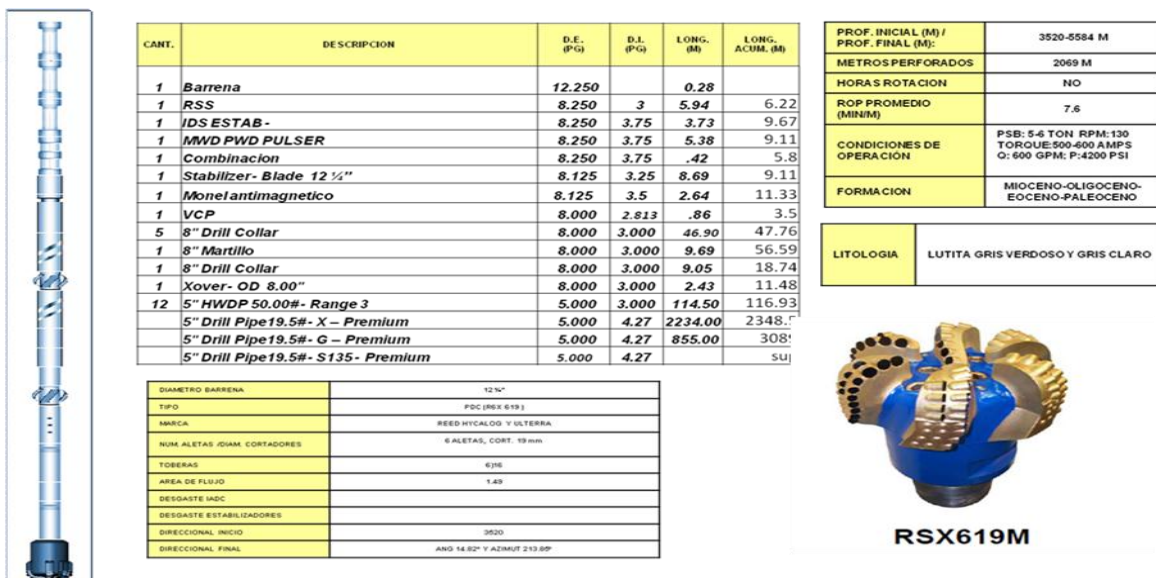 CANT. DESCRIPCION D.E. (PG) D.I. (PG) LONG. (M) LONG. ACUM. (M)
1 Barrena 12.250 0.28
1 RSS 8.250 3 5.94 6.22
1 IDS ESTAB - 8.250 3.75 3.73 9.67
1 MWD PWD PULSER 8.250 3.75 5.38 9.11
1 Combinacion 8.250 3.75 .42 5.8
1 Stabilizer- Blade 12 ¼" 8.125 3.25 8.69 9.11
1 Monel antimagnetico 8.125 3.5 2.64 11.33
1 VCP 8.000 2.813 .86 3.5
5 8" Drill Collar 8.000 3.000 46.90 47.76
1 8" Martillo 8.000 3.000 9.69 56.59
1 8" Drill Collar 8.000 3.000 9.05 18.74
1 Xover- OD 8.00" 8.000 3.000 2.43 11.48
12 5" HWDP 50.00#- Range 3 5.000 3.000 114.50 116.93
5" Drill Pipe19.5#- X – Premium 5.000 4.27 2234.00 2348.
5" Drill Pipe19.5#- G – Premium 5.000 4.27 855.00 308
5" Drill Pipe19.5#- S135- Premium 5.000 4.27 su
PROF. INICIAL (M) / PROF. FINAL (M): 3520-5584 M
METROS PERFORADOS 2069 M
HORAS ROTACION NO
ROP PROMEDIO (MIN/M) 7.6
CONDICIONES DE OPERACIÓN PSB: 5-6 TON RPM:130
TORQUE:500-600 AMPS
Q: 600 GPM; P:4200 PSI
FORMACION MIOCENO-OLIGOCENO-
EOCENO-PALEOCENO
LITOLOGIA LUTITA GRIS VERDOSO Y GRIS CLARO
DIAMETRO BARRENA 12 ¼"
TIPO PDC (R6X 619 )
MARCA REED HYCALOG Y ULTERRA
NUM. ALETAS /DIAM. CORTADORES 6 ALETAS, CORT. 19 mm
TOBERAS 6)16
AREA DE FLUJO 1.49
DESGASTE IADC
DESGASTE ESTABILIZADORES
DIRECCIONAL INICIO 3520
DIRECCIONAL FINAL ANG 14.82° Y AZIMUT 213.85°
RSX619M